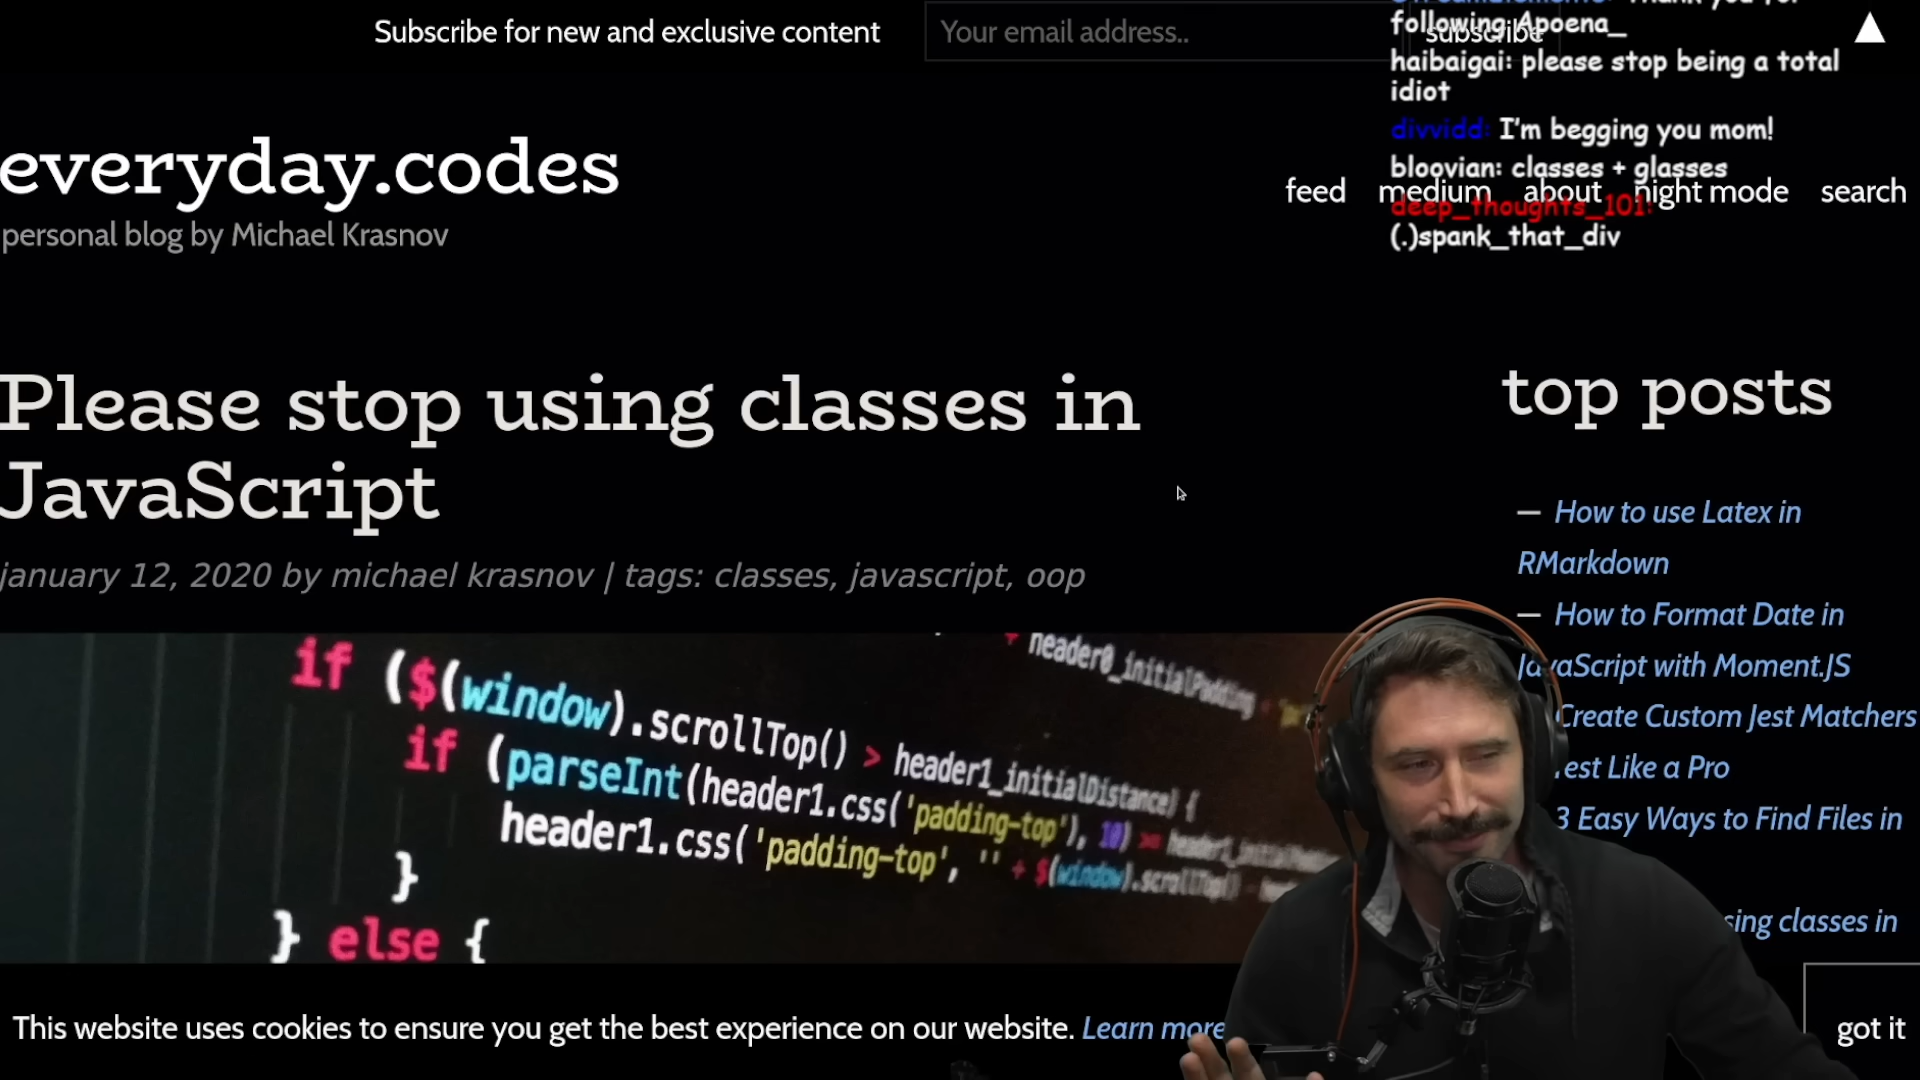 Subscribe for new and exclusive content
Your email address..
subscribe
▲
following Apoena_
haibaigai: please stop being a total
idiot
divvidd: I'm begging you mom!
bloovian: classes + glasses
deep_thoughts_101:
(.)spank_that_div
everyday.codes
personal blog by Michael Krasnov
feed medium about night mode search
Please stop using classes in
JavaScript
january 12, 2020 by michael krasnov | tags: classes, javascript, oop
top posts
— How to use Latex in
RMarkdown
— How to Format Date in
JavaScript with Moment.JS
Create Custom Jest Matchers
Like a Pro
3 Easy Ways to Find Files in
classes in
header0_initialPadding
if ($(window).scrollTop() > header1_initialDistance) {
if (parseInt(header1.css('padding-top'), 10) >=
header1.css('padding-top', '' + $(window).scrollTop()
}
} else {
This website uses cookies to ensure you get the best experience on our website. Learn more
got it